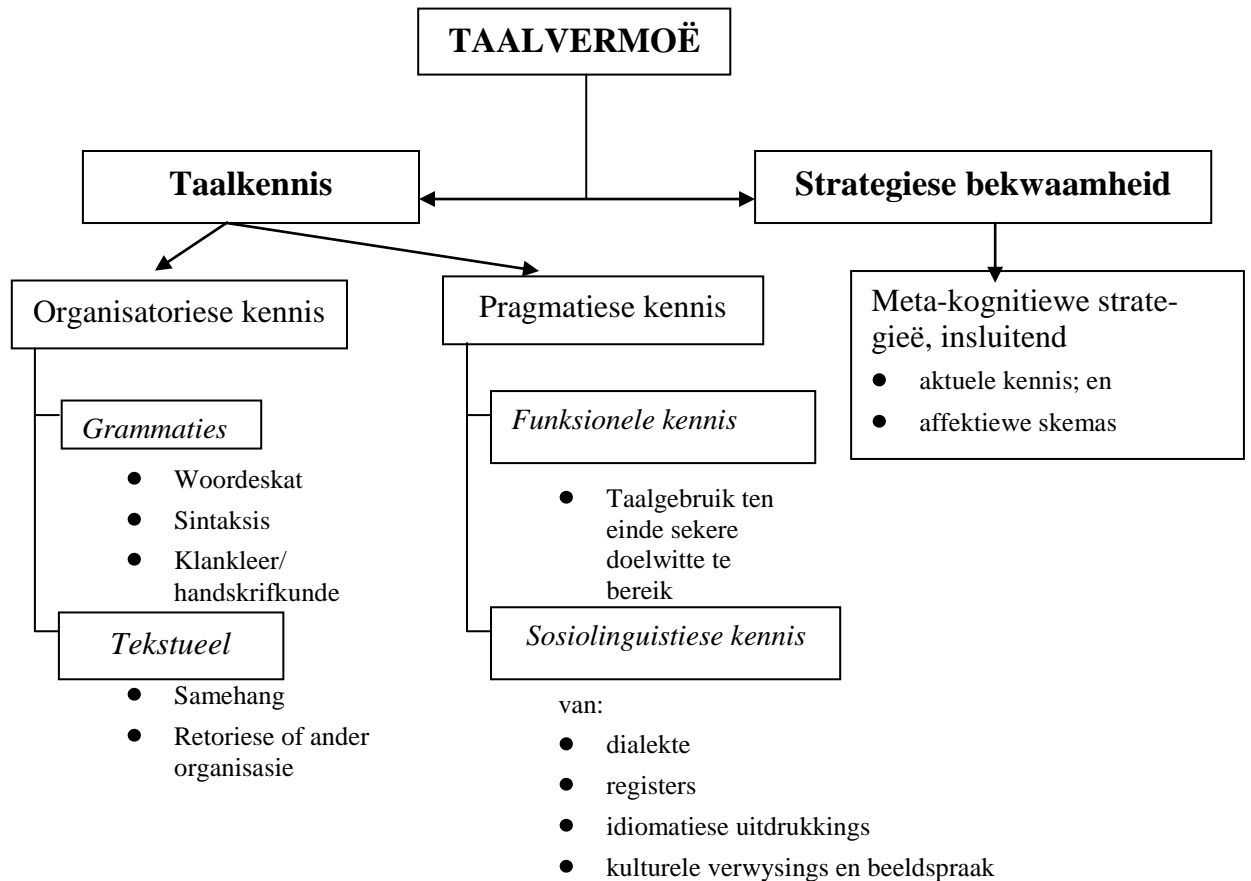 TAALVERMOË
Taalkennis
Strategiese bekwaamheid
Organisatoriese kennis
Pragmatiese kennis
Meta-kognitiewe strate-
gieë, insluitend
● aktuele kennis; en
● affektiewe skemas
Grammaties
● Woordeskat
● Sintaksis
● Klankleer/
handskrifkunde
Tekstueel
● Samehang
● Retoriese of ander
organisasie
Funksionele kennis
● Taalgebruik ten
einde sekere
doelwitte te
bereik
Sosiolinguistiese kennis
van:
● dialekte
● registers
● idiomatiese uitdrukkings
● kulturele verwysings en beeldspraak